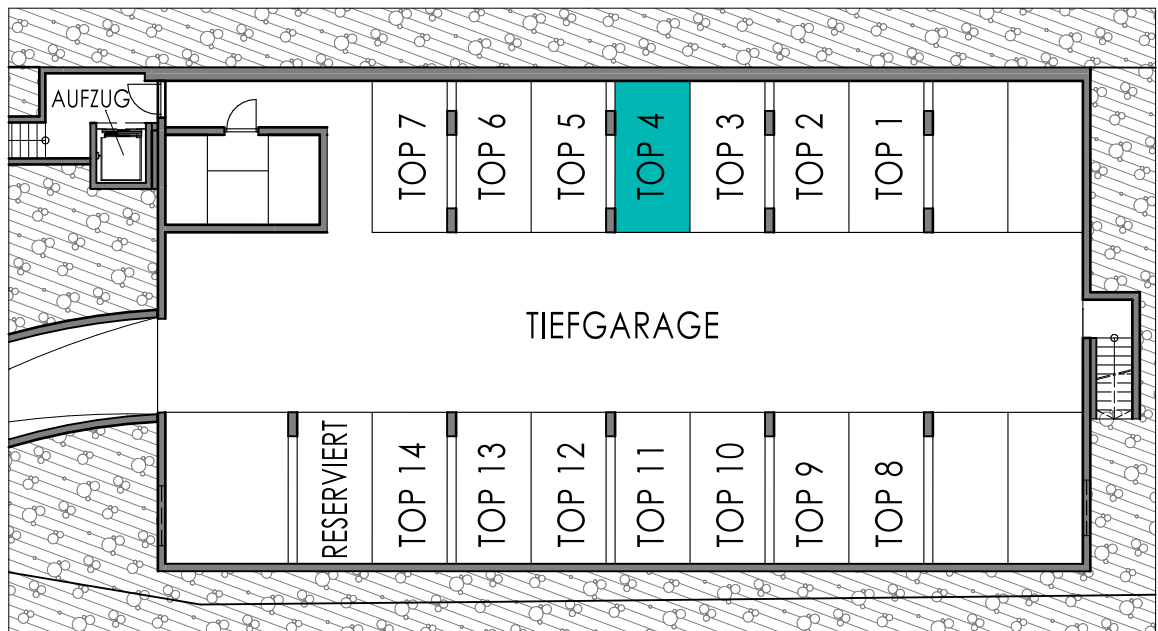 AUFZUG
TOP 7
TOP 6
TOP 5
TOP 4
TOP 3
TOP 2
TOP 1
TIEFGARAGE
RESERVIERT
TOP 14
TOP 13
TOP 12
TOP 11
TOP 10
TOP 9
TOP 8